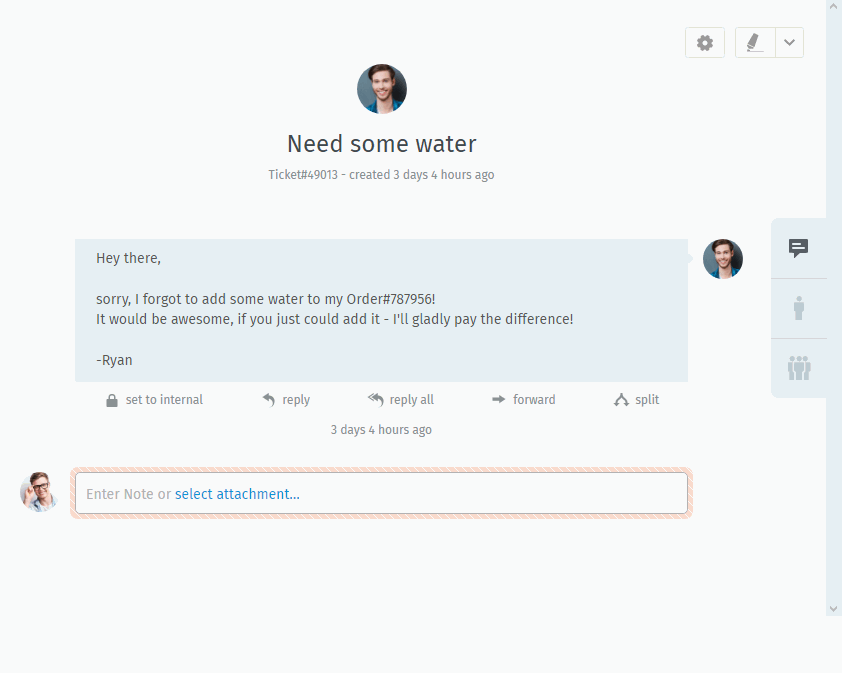 Need some water
Ticket#49013 - created 3 days 4 hours ago
Hey there,
sorry, I forgot to add some water to my Order#787956!
It would be awesome, if you just could add it - I'll gladly pay the difference!
-Ryan
set to internal reply reply all forward split
3 days 4 hours ago
Enter Note or select attachment...